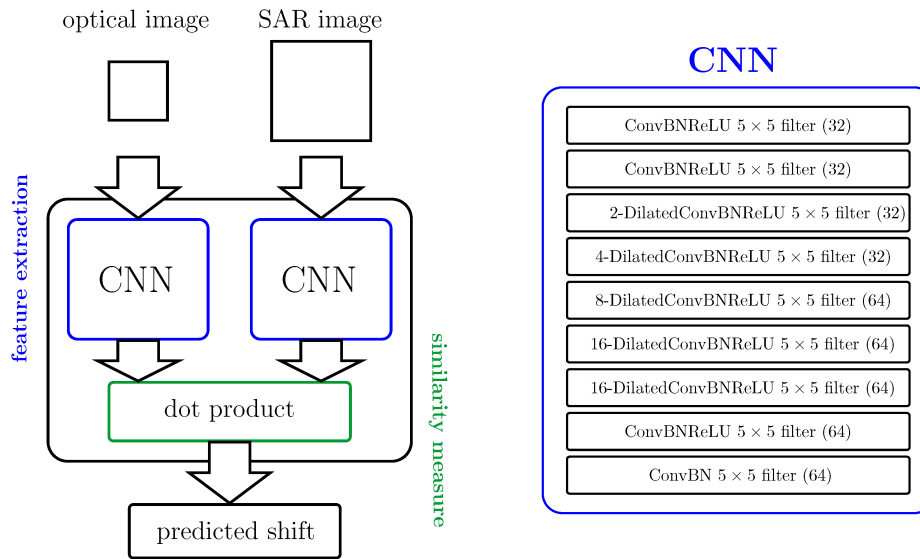 optical image
SAR image
feature extraction
CNN
CNN
dot product
similarity measure
predicted shift
CNN
ConvBNReLU 5 × 5 filter (32)
ConvBNReLU 5 × 5 filter (32)
2-DilatedConvBNReLU 5 × 5 filter (32)
4-DilatedConvBNReLU 5 × 5 filter (32)
8-DilatedConvBNReLU 5 × 5 filter (64)
16-DilatedConvBNReLU 5 × 5 filter (64)
16-DilatedConvBNReLU 5 × 5 filter (64)
ConvBNReLU 5 × 5 filter (64)
ConvBN 5 × 5 filter (64)